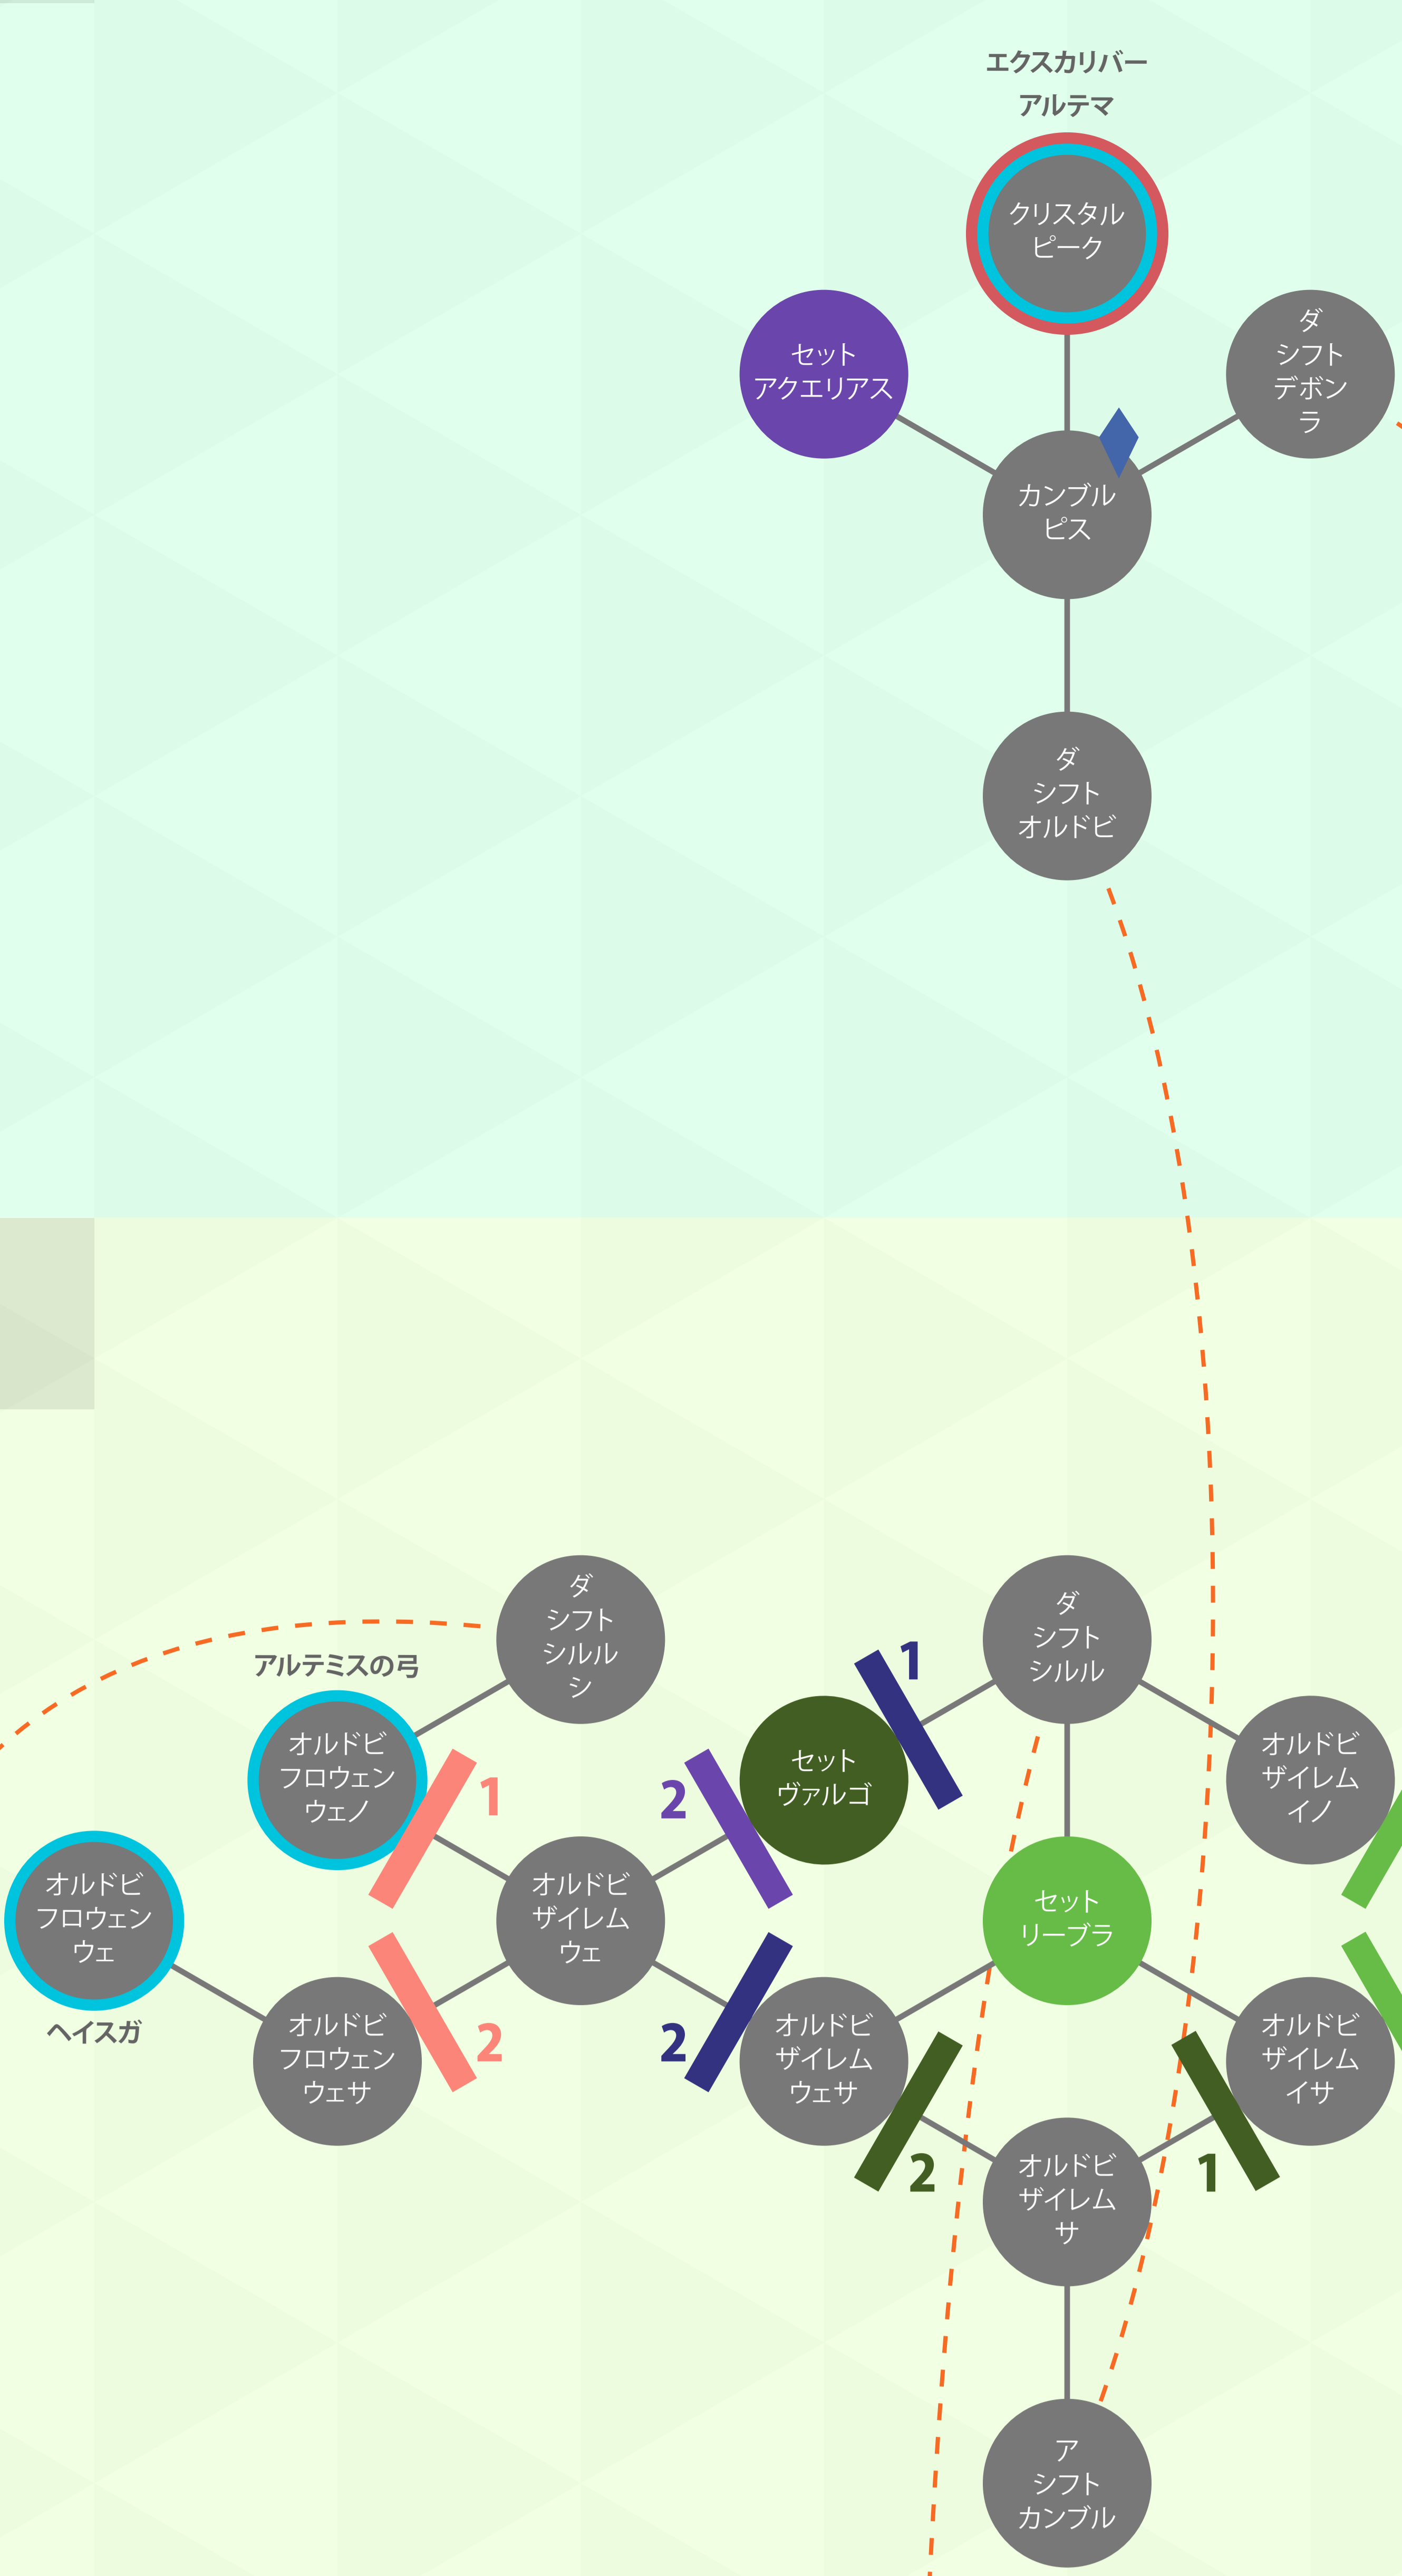 エクスカリバー
アルテマ
クリスタル
ピーク
セット
アクエリアス
ダ
シフト
デボン
ラ
カンブル
ピス
ダ
シフト
オルドビ
ダ
シフト
シルル
シ
ダ
シフト
シルル
1
アルテミスの弓
オルドビ
フロウェン
ウェノ
1
2
セット
ヴァルゴ
オルドビ
ザイレム
イノ
オルドビ
フロウェン
ウェ
ヘイスガ
オルドビ
ザイレム
ウェ
セット
リーブラ
オルドビ
フロウェン
ウェサ
2
2
オルドビ
ザイレム
ウェサ
オルドビ
ザイレム
イサ
2
オルドビ
ザイレム
サ
1
ア
シフト
カンブル